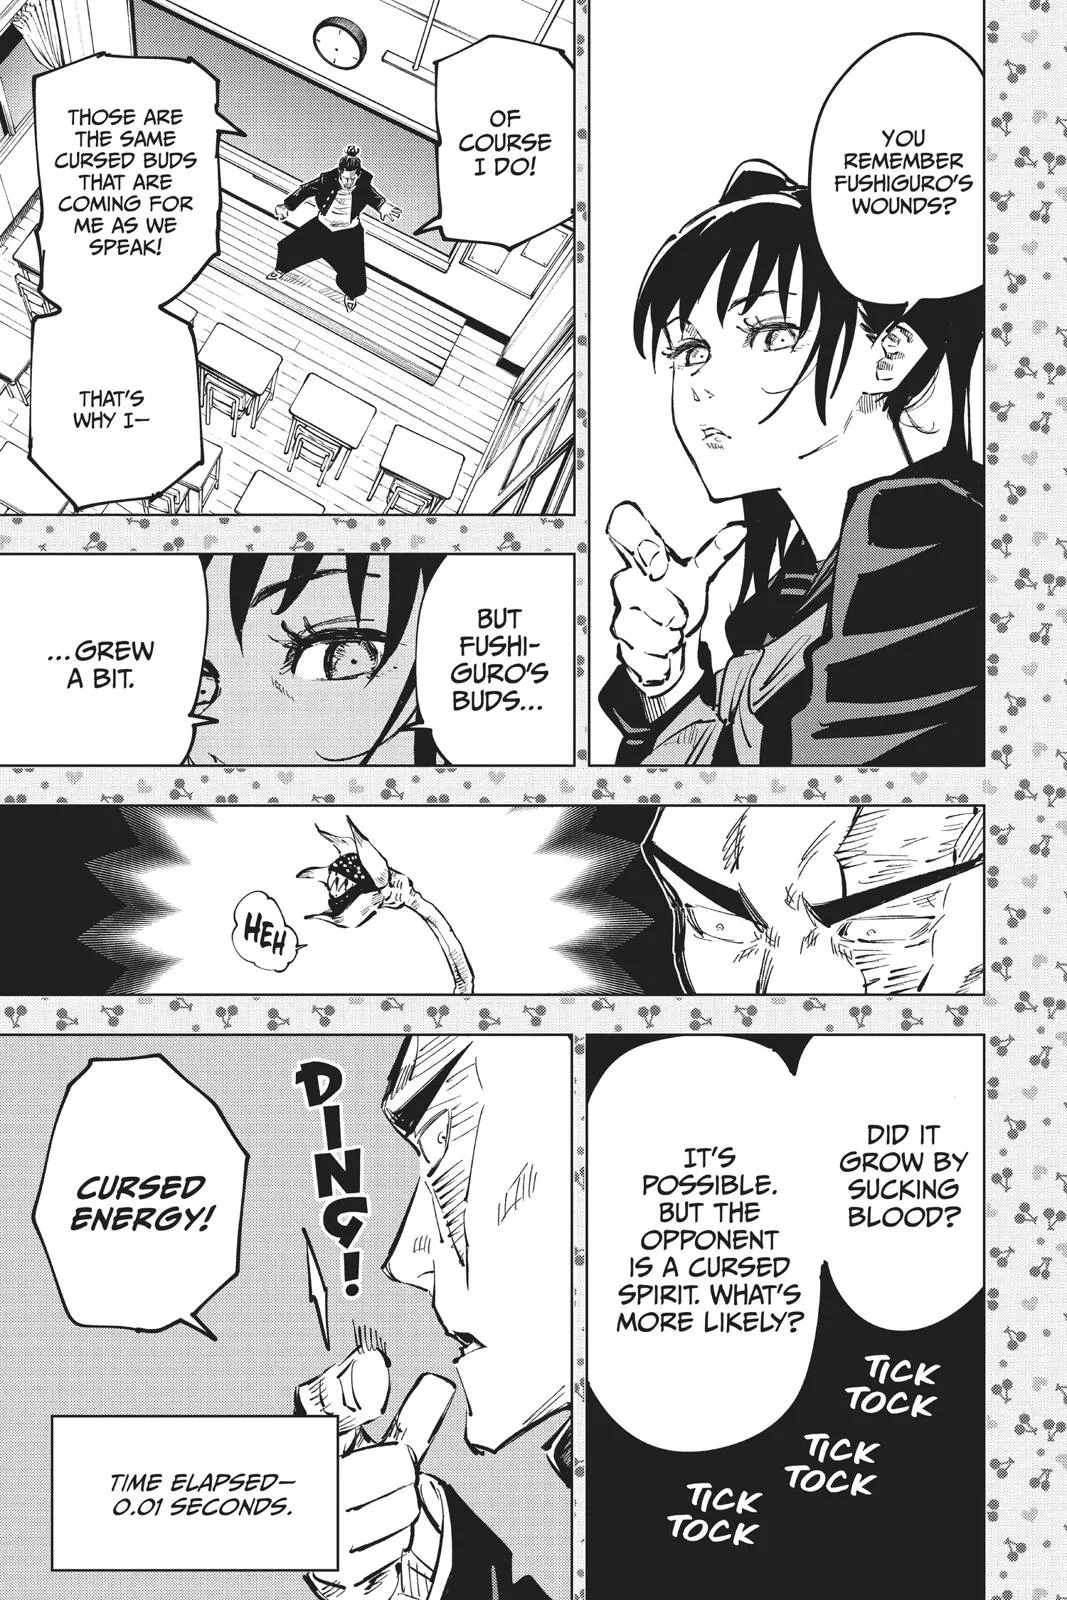 YOU
REMEMBER
FUSHIGURO'S
WOUNDS?
OF
COURSE
I DO!
THOSE ARE
THE SAME
CURSED BUDS
THAT ARE
COMING FOR
ME AS WE
SPEAK!
THAT'S
WHY I—
BUT
FUSHI-
GURO'S
BUDS...
...GREW
A BIT.
HEH
DID IT
GROW BY
SUCKING
BLOOD?
IT'S
POSSIBLE.
BUT THE
OPPONENT
IS A CURSED
SPIRIT. WHAT'S
MORE LIKELY?
TICK
TOCK
TICK
TOCK
TICK
TOCK
DING!
CURSED
ENERGY!
TIME ELAPSED—
0.01 SECONDS.